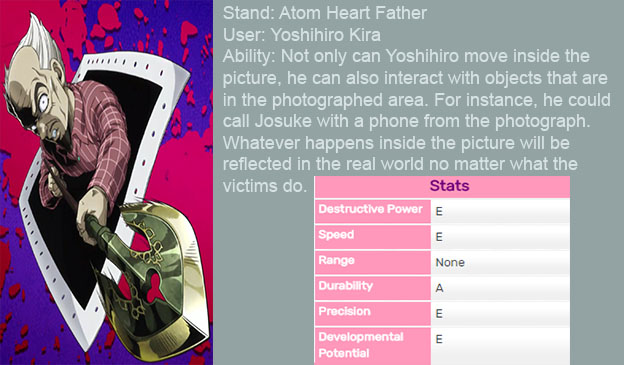 Stand: Atom Heart Father
User: Yoshihiro Kira
Ability: Not only can Yoshihiro move inside the
picture, he can also interact with objects that are
in the photographed area. For instance, he could
call Josuke with a phone from the photograph.
Whatever happens inside the picture will be
reflected in the real world no matter what the
victims do.
Stats
Destructive Power E
Speed E
Range None
Durability A
Precision E
Developmental E
Potential